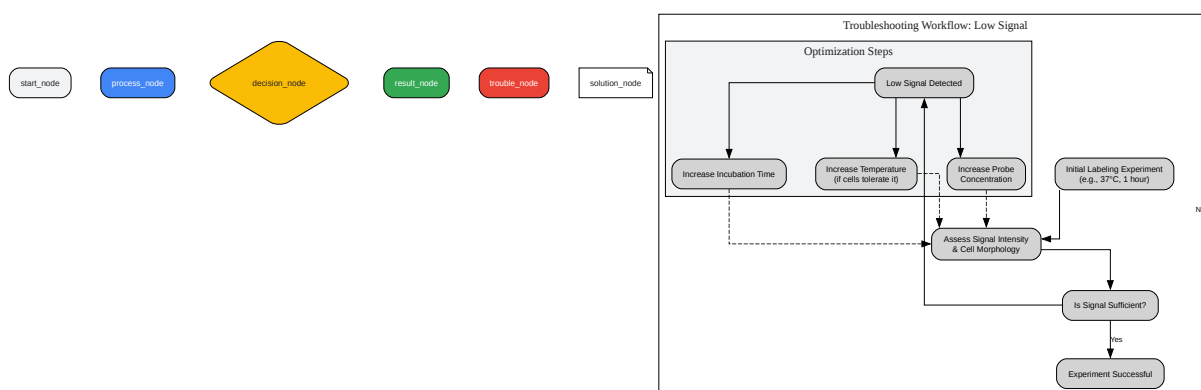 Troubleshooting Workflow: Low Signal
Optimization Steps
start_node
process_node
decision_node
result_node
trouble_node
solution_node
Low Signal Detected
Increase Incubation Time
Increase Temperature
(if cells tolerate it)
Increase Probe
Concentration
Initial Labeling Experiment
(e.g., 37°C, 1 hour)
N
Assess Signal Intensity
& Cell Morphology
Is Signal Sufficient?
Yes
Experiment Successful